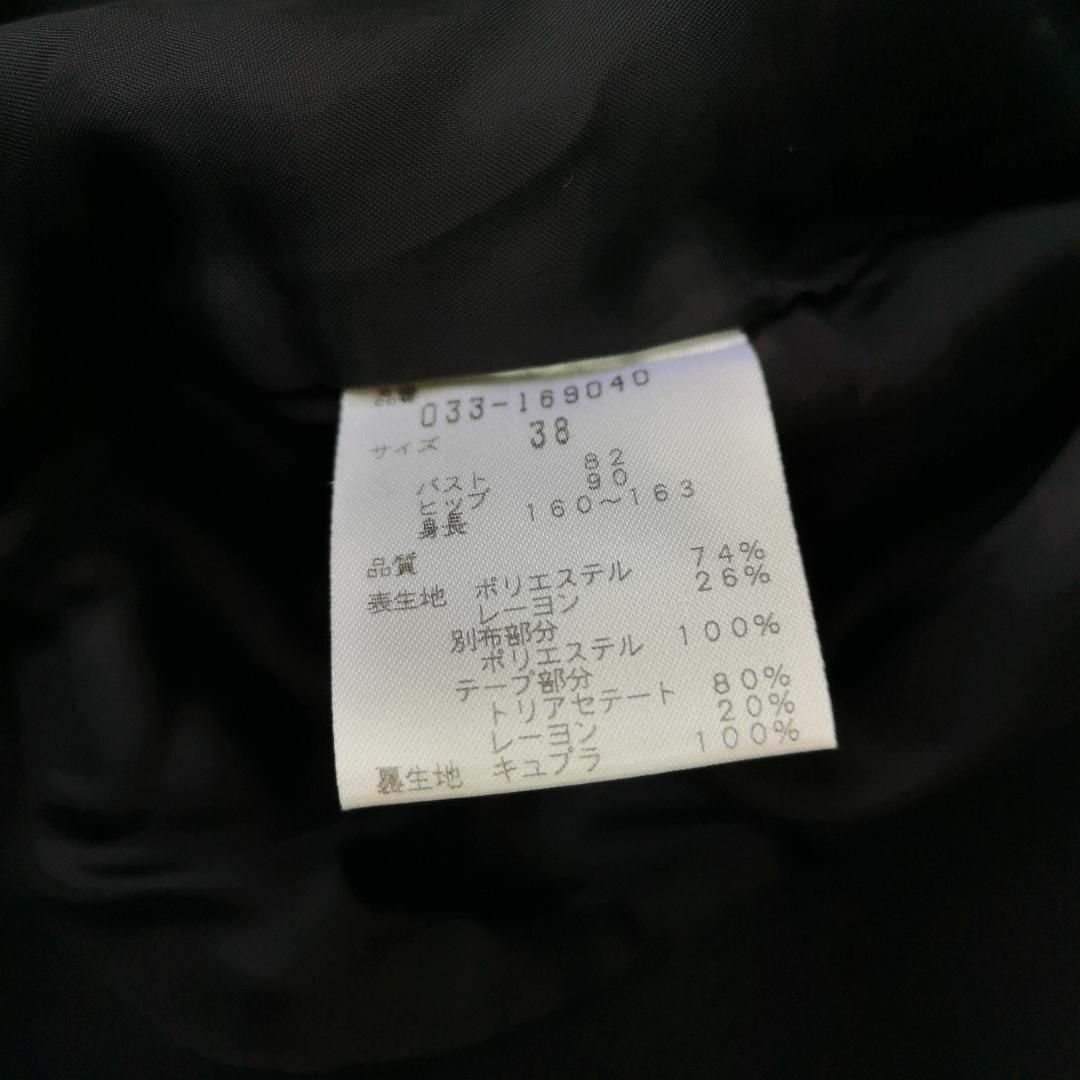 品番 033-169040
サイズ 38
バスト 82
ヒップ 90
身長 160～163
品質
表生地 ポリエステル 74%
レーヨン 26%
別布部分
ポリエステル 100%
テープ部分
トリアセテート 80%
レーヨン 20%
裏生地 キュプラ 100%